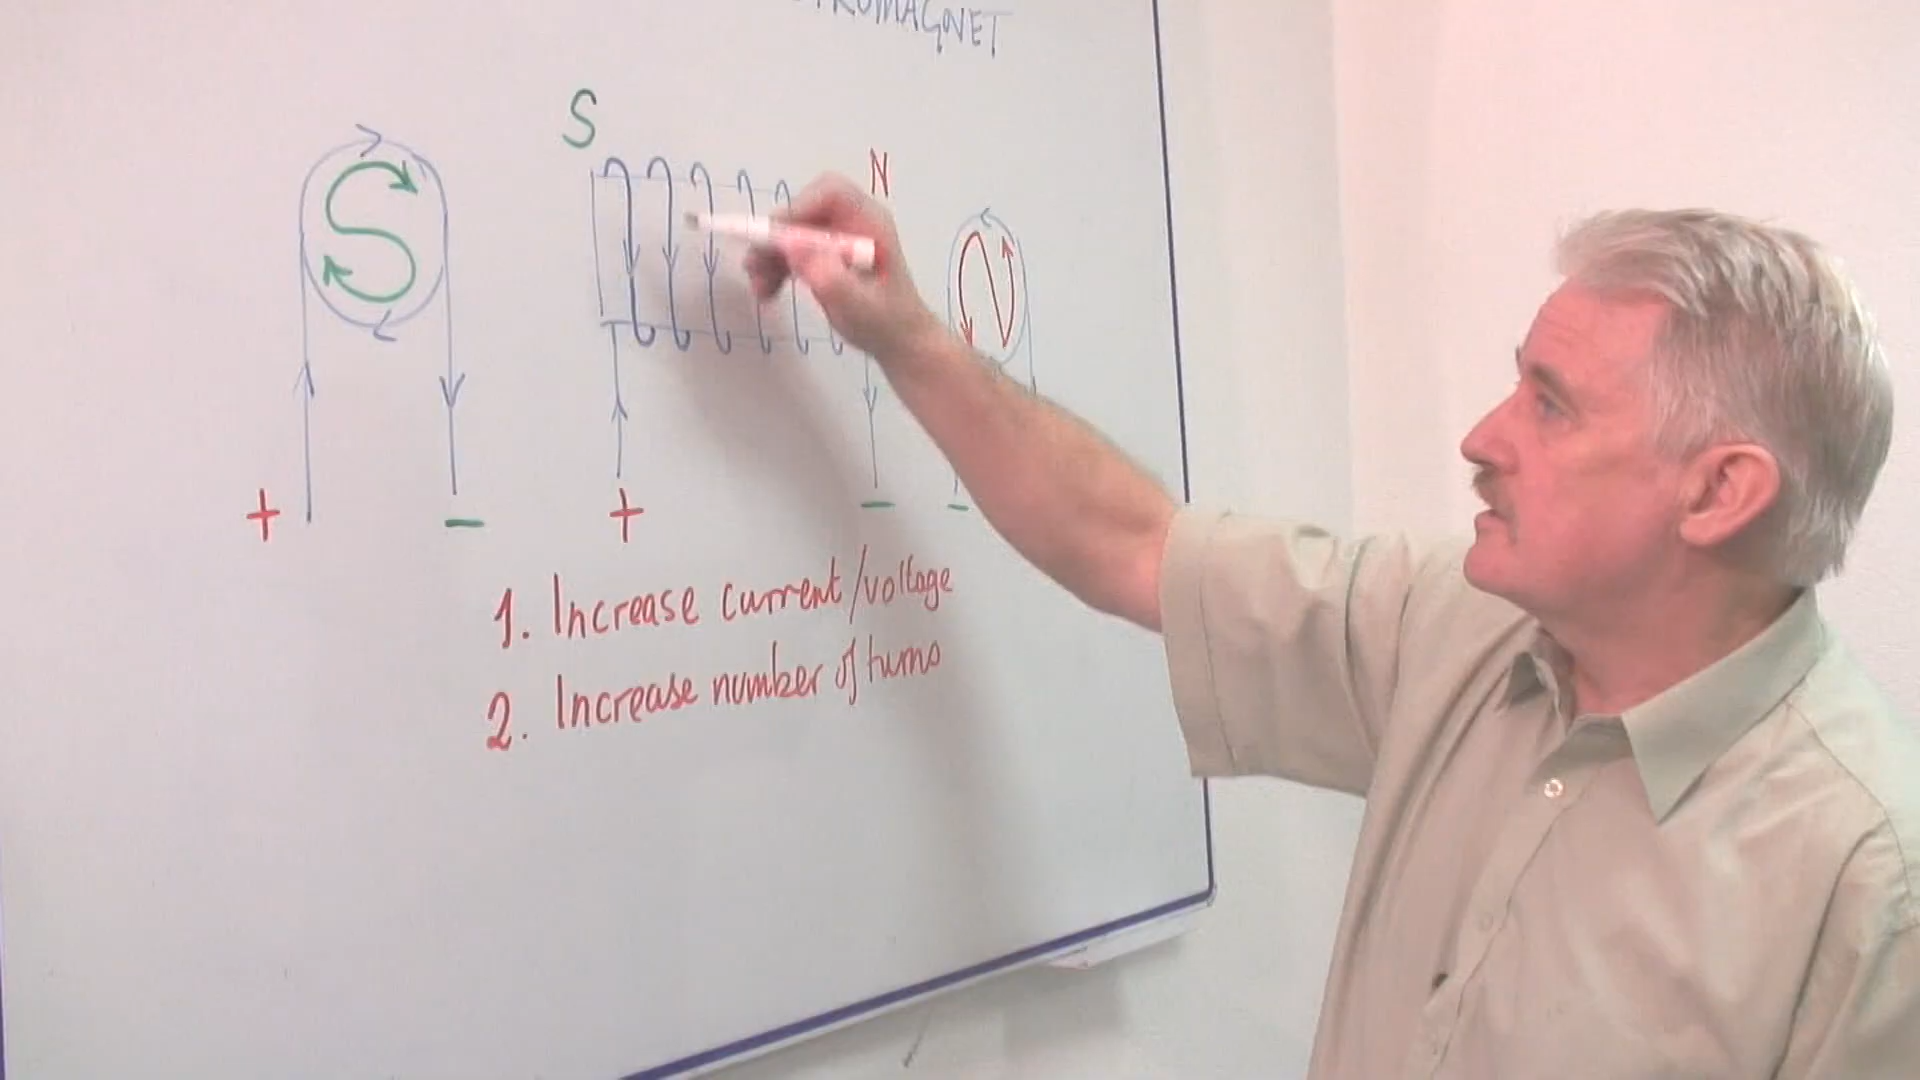 S
N
S
N
+
-
+
-
-
1. Increase current/voltage
2. Increase number of turns